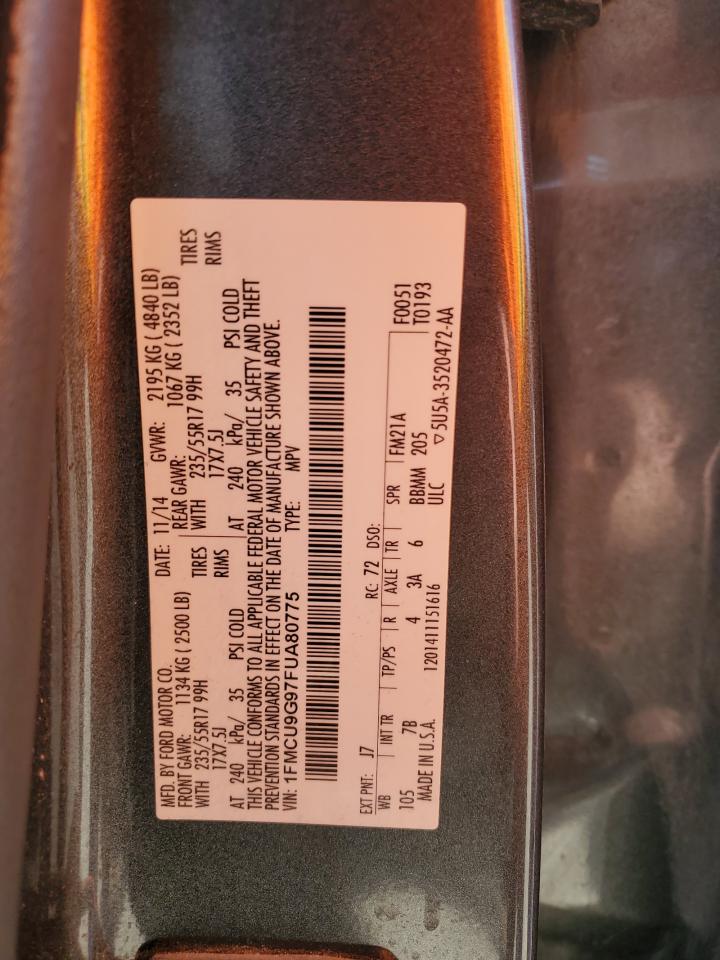 MFD. BY FORD MOTOR CO.
DATE: 11/14 GVWR: 2195 KG ( 4840 LB)
FRONT GAWR: 1134 KG ( 2500 LB) REAR GAWR: 1067 KG ( 2352 LB)
WITH 235/55R17 99H TIRES WITH 235/55R17 99H TIRES
17X7.5J RIMS 17X7.5J RIMS
AT 240 kPa/ 35 PSI COLD AT 240 kPa/ 35 PSI COLD
THIS VEHICLE CONFORMS TO ALL APPLICABLE FEDERAL MOTOR VEHICLE SAFETY AND THEFT
PREVENTION STANDARDS IN EFFECT ON THE DATE OF MANUFACTURE SHOWN ABOVE.
VIN: 1FMCU9G97FUA80775 TYPE: MPV
EXT PNT: J7 RC: 72 DSO: F0051
WB INT TR TP/PS R AXLE TR SPR FM21A T0193
105 7B 4 3A 6 BBMM 205
MADE IN U.S.A. 1201411151616 ULC ▽5U5A-3520472-AA